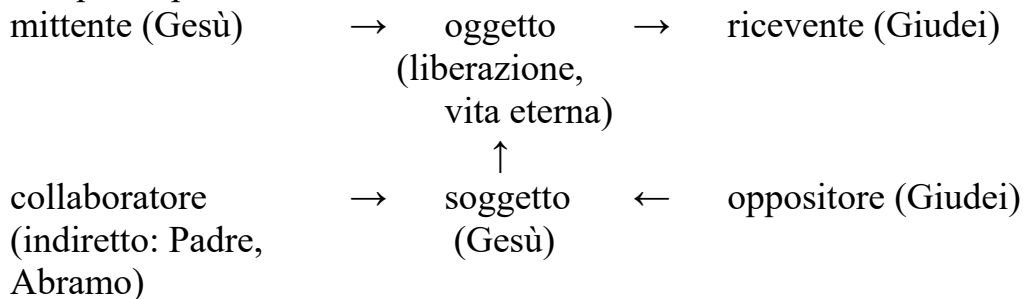 mittente (Gesù) → oggetto → ricevente (Giudei)
(liberazione,
vita eterna)
↑
collaboratore → soggetto ← oppositore (Giudei)
(indiretto: Padre, (Gesù)
Abramo)